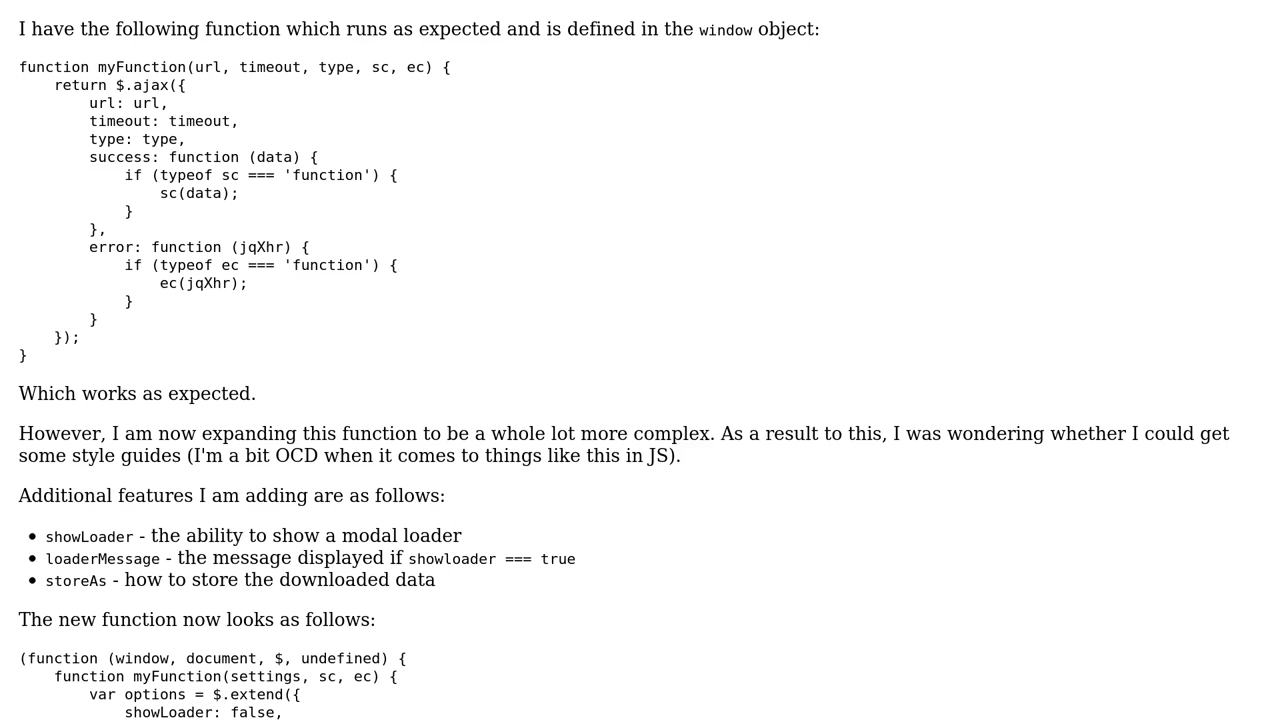 I have the following function which runs as expected and is defined in the window object:
function myFunction(url, timeout, type, sc, ec) {
    return $.ajax({
        url: url,
        timeout: timeout,
        type: type,
        success: function (data) {
            if (typeof sc === 'function') {
                sc(data);
            }
        },
        error: function (jqXhr) {
            if (typeof ec === 'function') {
                ec(jqXhr);
            }
        }
    });
}
Which works as expected.
However, I am now expanding this function to be a whole lot more complex. As a result to this, I was wondering whether I could get
some style guides (I'm a bit OCD when it comes to things like this in JS).
Additional features I am adding are as follows:
• showLoader - the ability to show a modal loader
• loaderMessage - the message displayed if showloader === true
• storeAs - how to store the downloaded data
The new function now looks as follows:
(function (window, document, $, undefined) {
    function myFunction(settings, sc, ec) {
        var options = $.extend({
            showLoader: false,